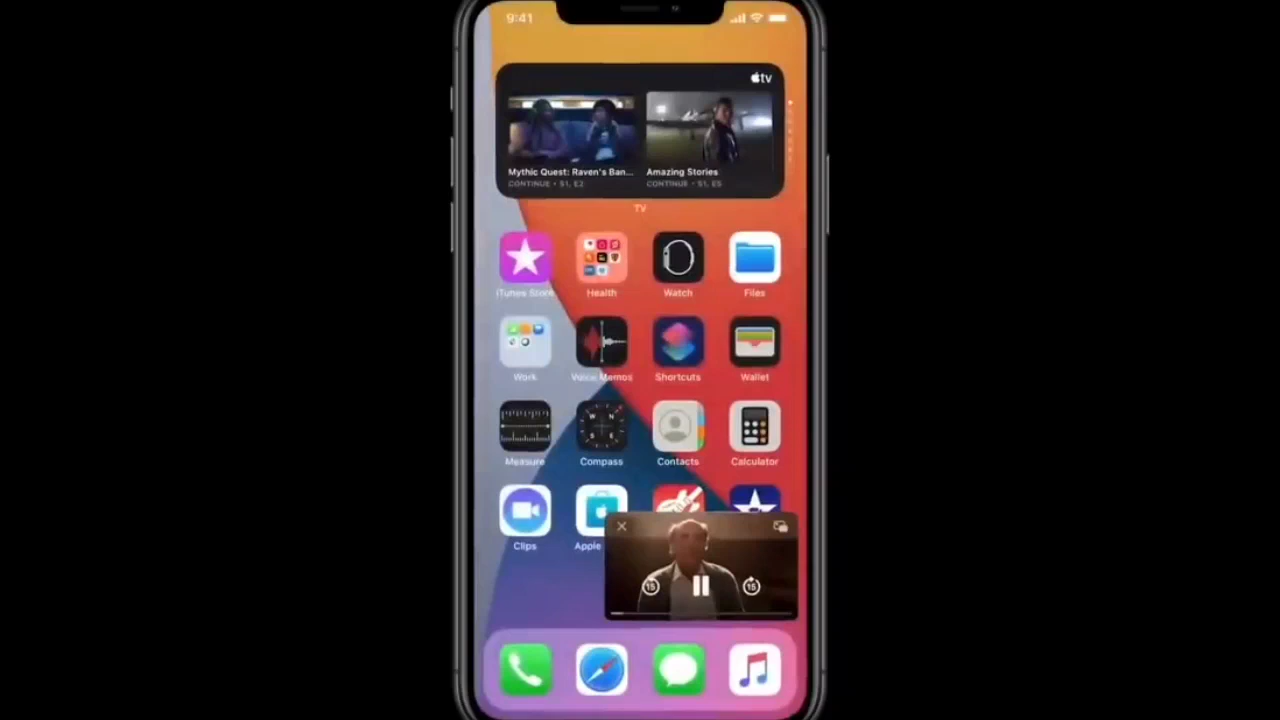 9:41
tv
Mythic Quest: Raven's Ban... Amazing Stories
CONTINUE • S1, E2 CONTINUE • S1, E5
TV
iTunes Store Health Watch Files
Work Voice Memos Shortcuts Wallet
W N S E
Measure Compass Contacts Calculator
Clips Apple
15 15